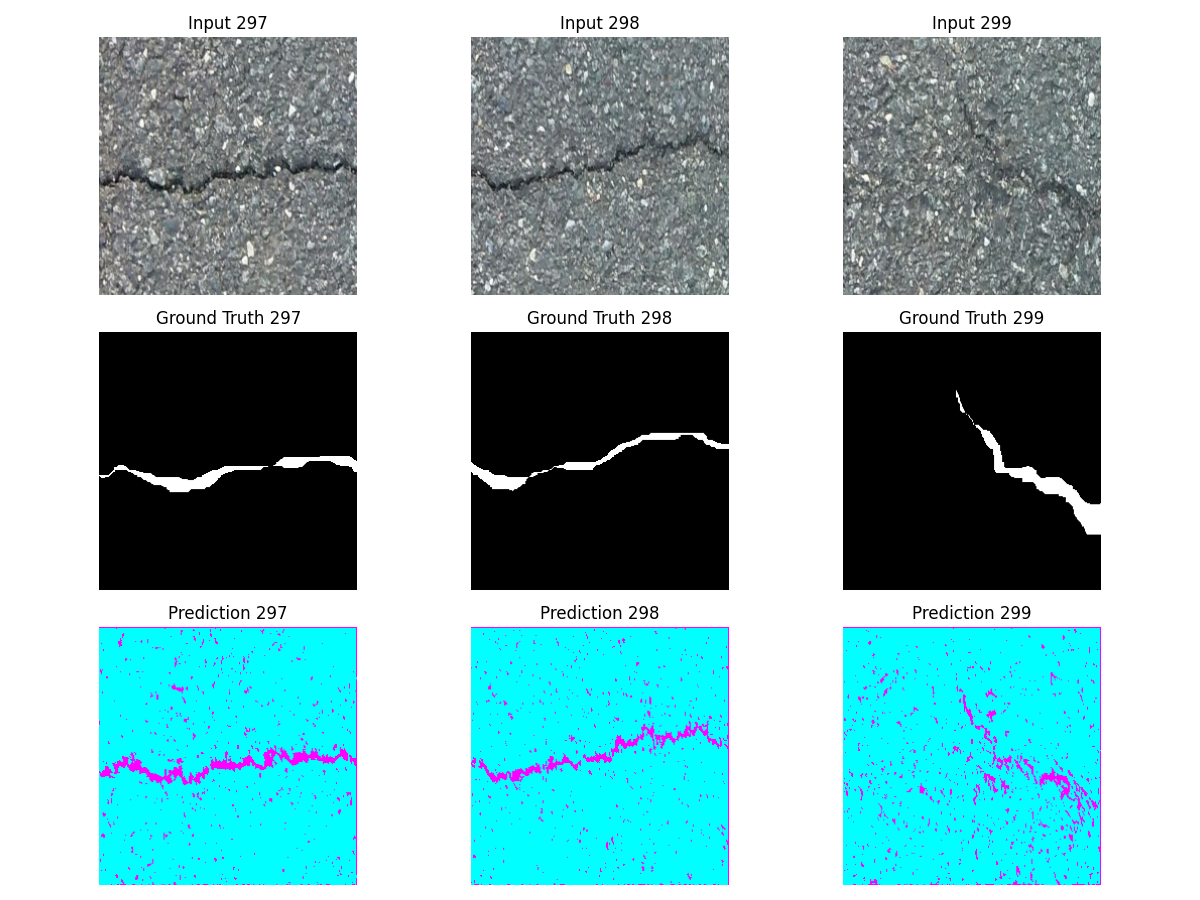 Input 297
Input 298
Input 299
Ground Truth 297
Ground Truth 298
Ground Truth 299
Prediction 297
Prediction 298
Prediction 299